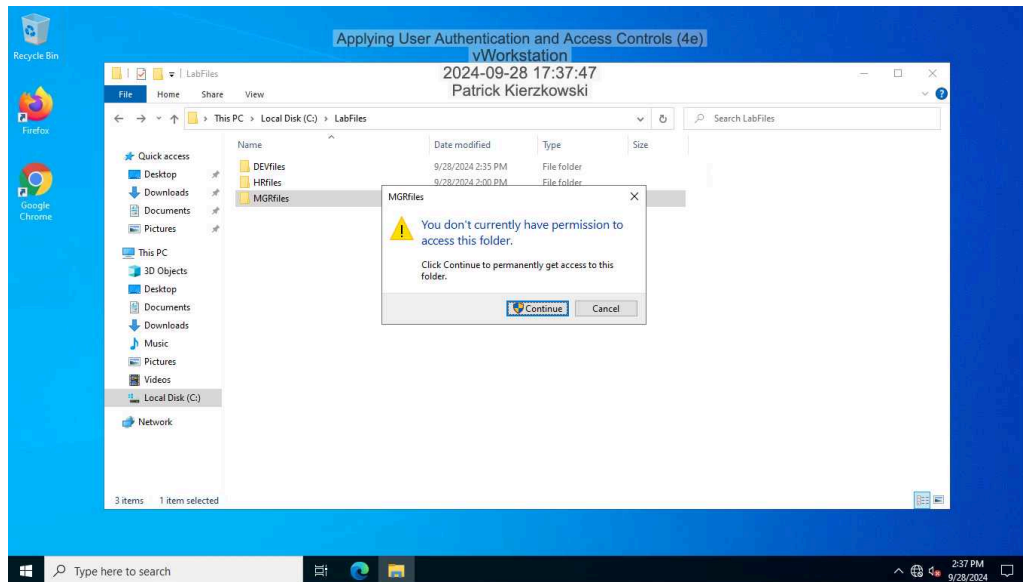 Recycle Bin
Firefox
Google
Chrome
Applying User Authentication and Access Controls (4e)
vWorkstation
2024-09-28 17:37:47
Patrick Kierzkowski
LabFiles
File Home Share View
This PC > Local Disk (C:) > LabFiles
Search LabFiles
Name Date modified Type Size
Quick access
Desktop
Downloads
Documents
Pictures
This PC
3D Objects
Desktop
Documents
Downloads
Music
Pictures
Videos
Local Disk (C:)
Network
DEVfiles 9/28/2024 2:35 PM File folder
HRfiles 9/28/2024 2:00 PM File folder
MGRfiles
MGRfiles
You don't currently have permission to
access this folder.
Click Continue to permanently get access to this
folder.
Continue Cancel
3 items 1 item selected
Type here to search
2:37 PM
9/28/2024